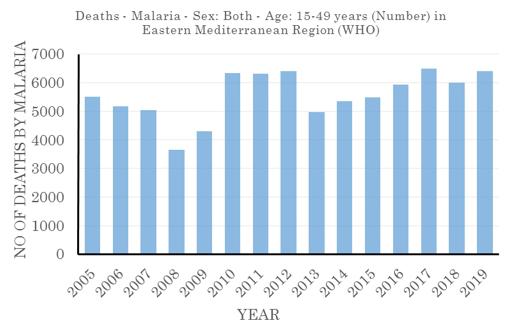 Deaths - Malaria - Sex: Both - Age: 15-49 years (Number) in
Eastern Mediterranean Region (WHO)
NO OF DEATHS BY MALARIA
7000
6000
5000
4000
3000
2000
1000
0
2005 2006 2007 2008 2009 2010 2011 2012 2013 2014 2015 2016 2017 2018 2019
YEAR